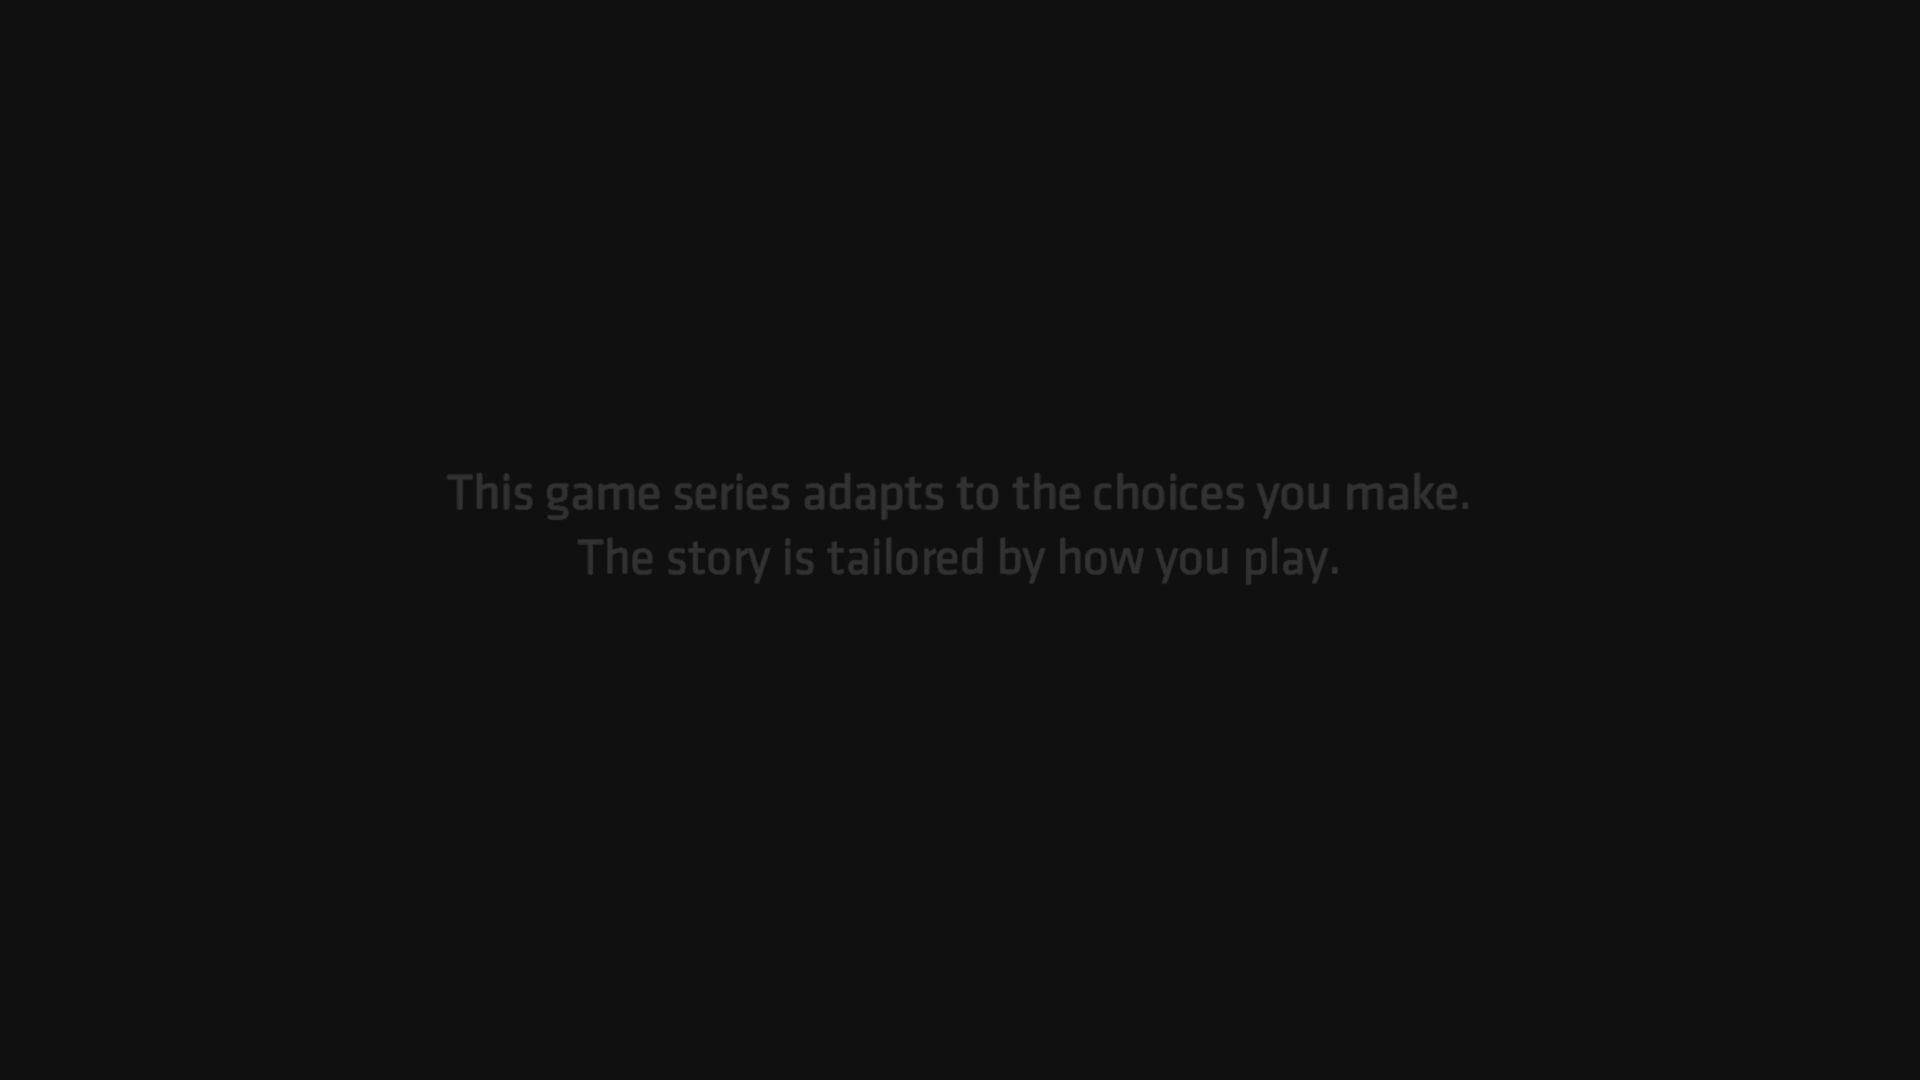 This game series adapts to the choices you make.
The story is tailored by how you play.